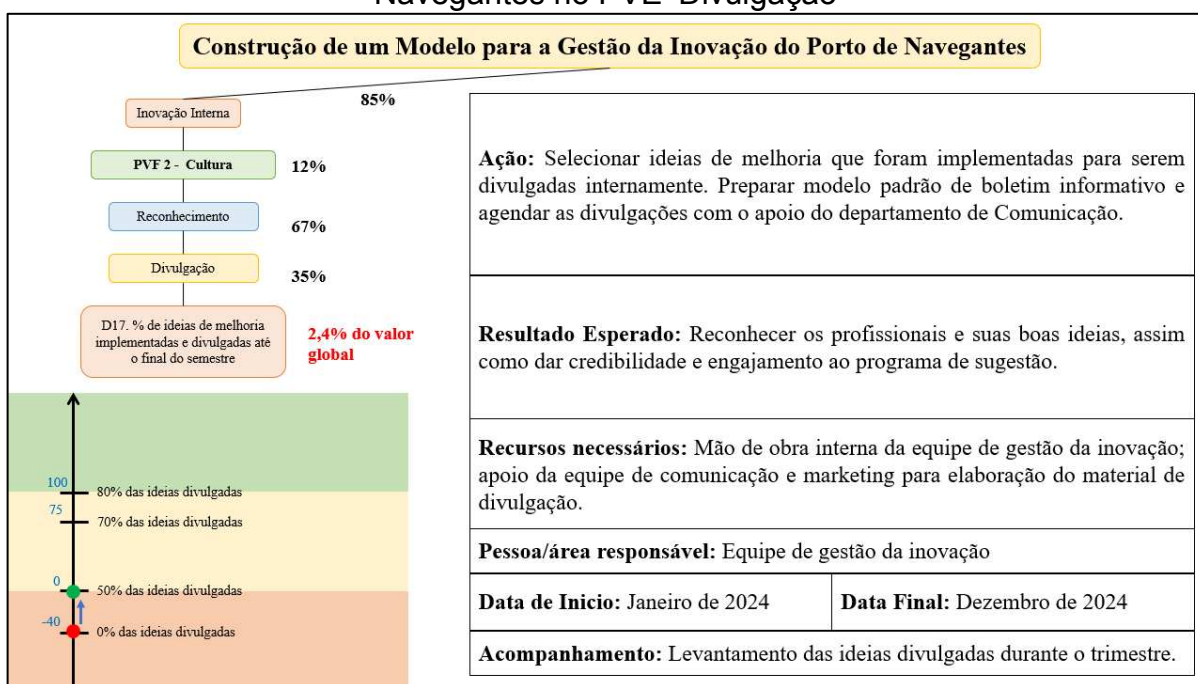 Navegantes no PVE- Divulgação
Construção de um Modelo para a Gestão da Inovação do Porto de Navegantes
85%
Inovação Interna
PVF 2 - Cultura
12%
Reconhecimento
67%
Divulgação
35%
D17. % de ideias de melhoria
implementadas e divulgadas até
o final do semestre
2,4% do valor
global
100
80% das ideias divulgadas
75
70% das ideias divulgadas
0
50% das ideias divulgadas
-40
0% das ideias divulgadas
Ação: Selecionar ideias de melhoria que foram implementadas para serem
divulgadas internamente. Preparar modelo padrão de boletim informativo e
agendar as divulgações com o apoio do departamento de Comunicação.
Resultado Esperado: Reconhecer os profissionais e suas boas ideias, assim
como dar credibilidade e engajamento ao programa de sugestão.
Recursos necessários: Mão de obra interna da equipe de gestão da inovação;
apoio da equipe de comunicação e marketing para elaboração do material de
divulgação.
Pessoa/área responsável: Equipe de gestão da inovação
Data de Inicio: Janeiro de 2024
Data Final: Dezembro de 2024
Acompanhamento: Levantamento das ideias divulgadas durante o trimestre.